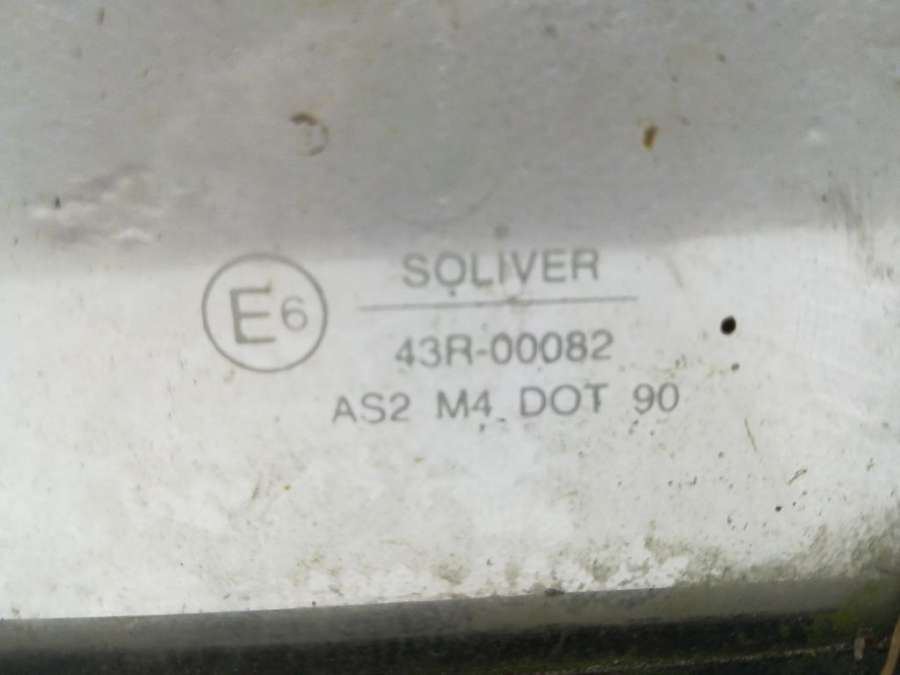 SOLIVER
E6
43R-00082
AS2 M4 DOT 90